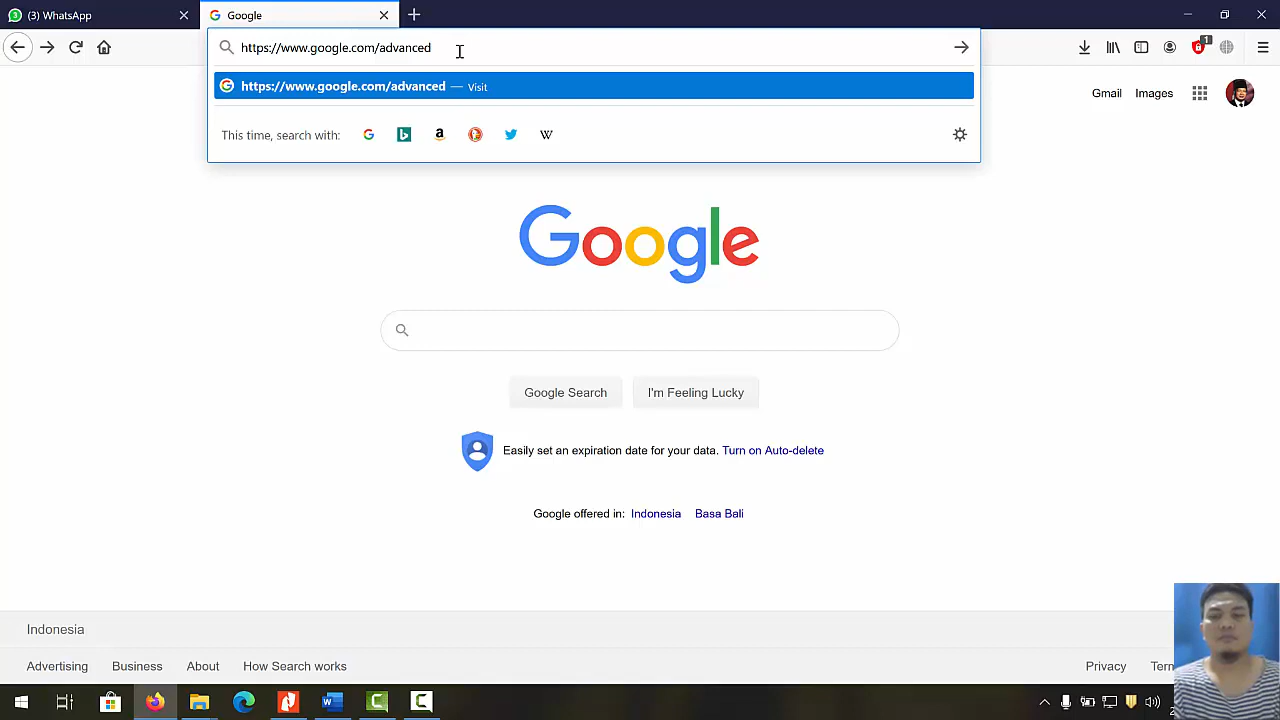 (3) WhatsApp
Google
https://www.google.com/advanced
https://www.google.com/advanced — Visit
This time, search with:
1
Gmail
Images
Google
Google Search
I'm Feeling Lucky
Easily set an expiration date for your data. Turn on Auto-delete
Google offered in: Indonesia Basa Bali
Indonesia
Advertising Business About How Search works
Privacy